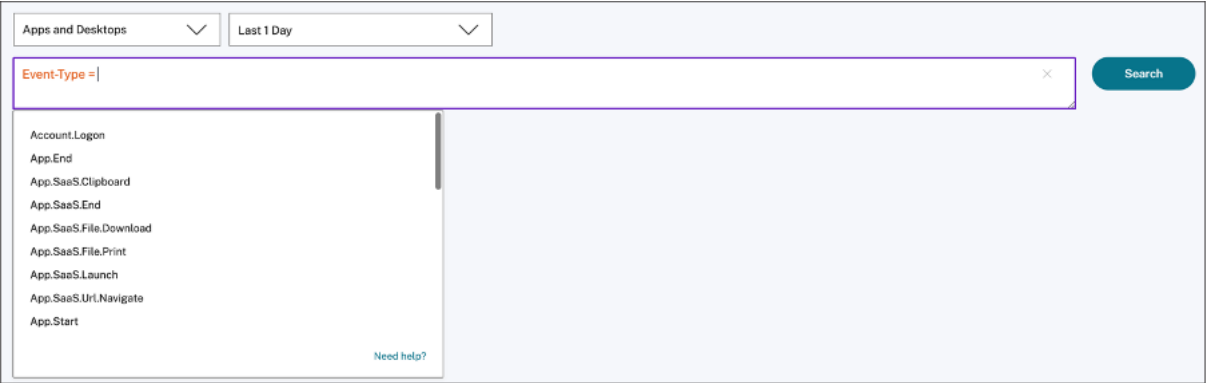 Apps and Desktops
Last 1 Day
Event-Type =
Search
Account.Logon
App.End
App.SaaS.Clipboard
App.SaaS.End
App.SaaS.File.Download
App.SaaS.File.Print
App.SaaS.Launch
App.SaaS.Url.Navigate
App.Start
Need help?